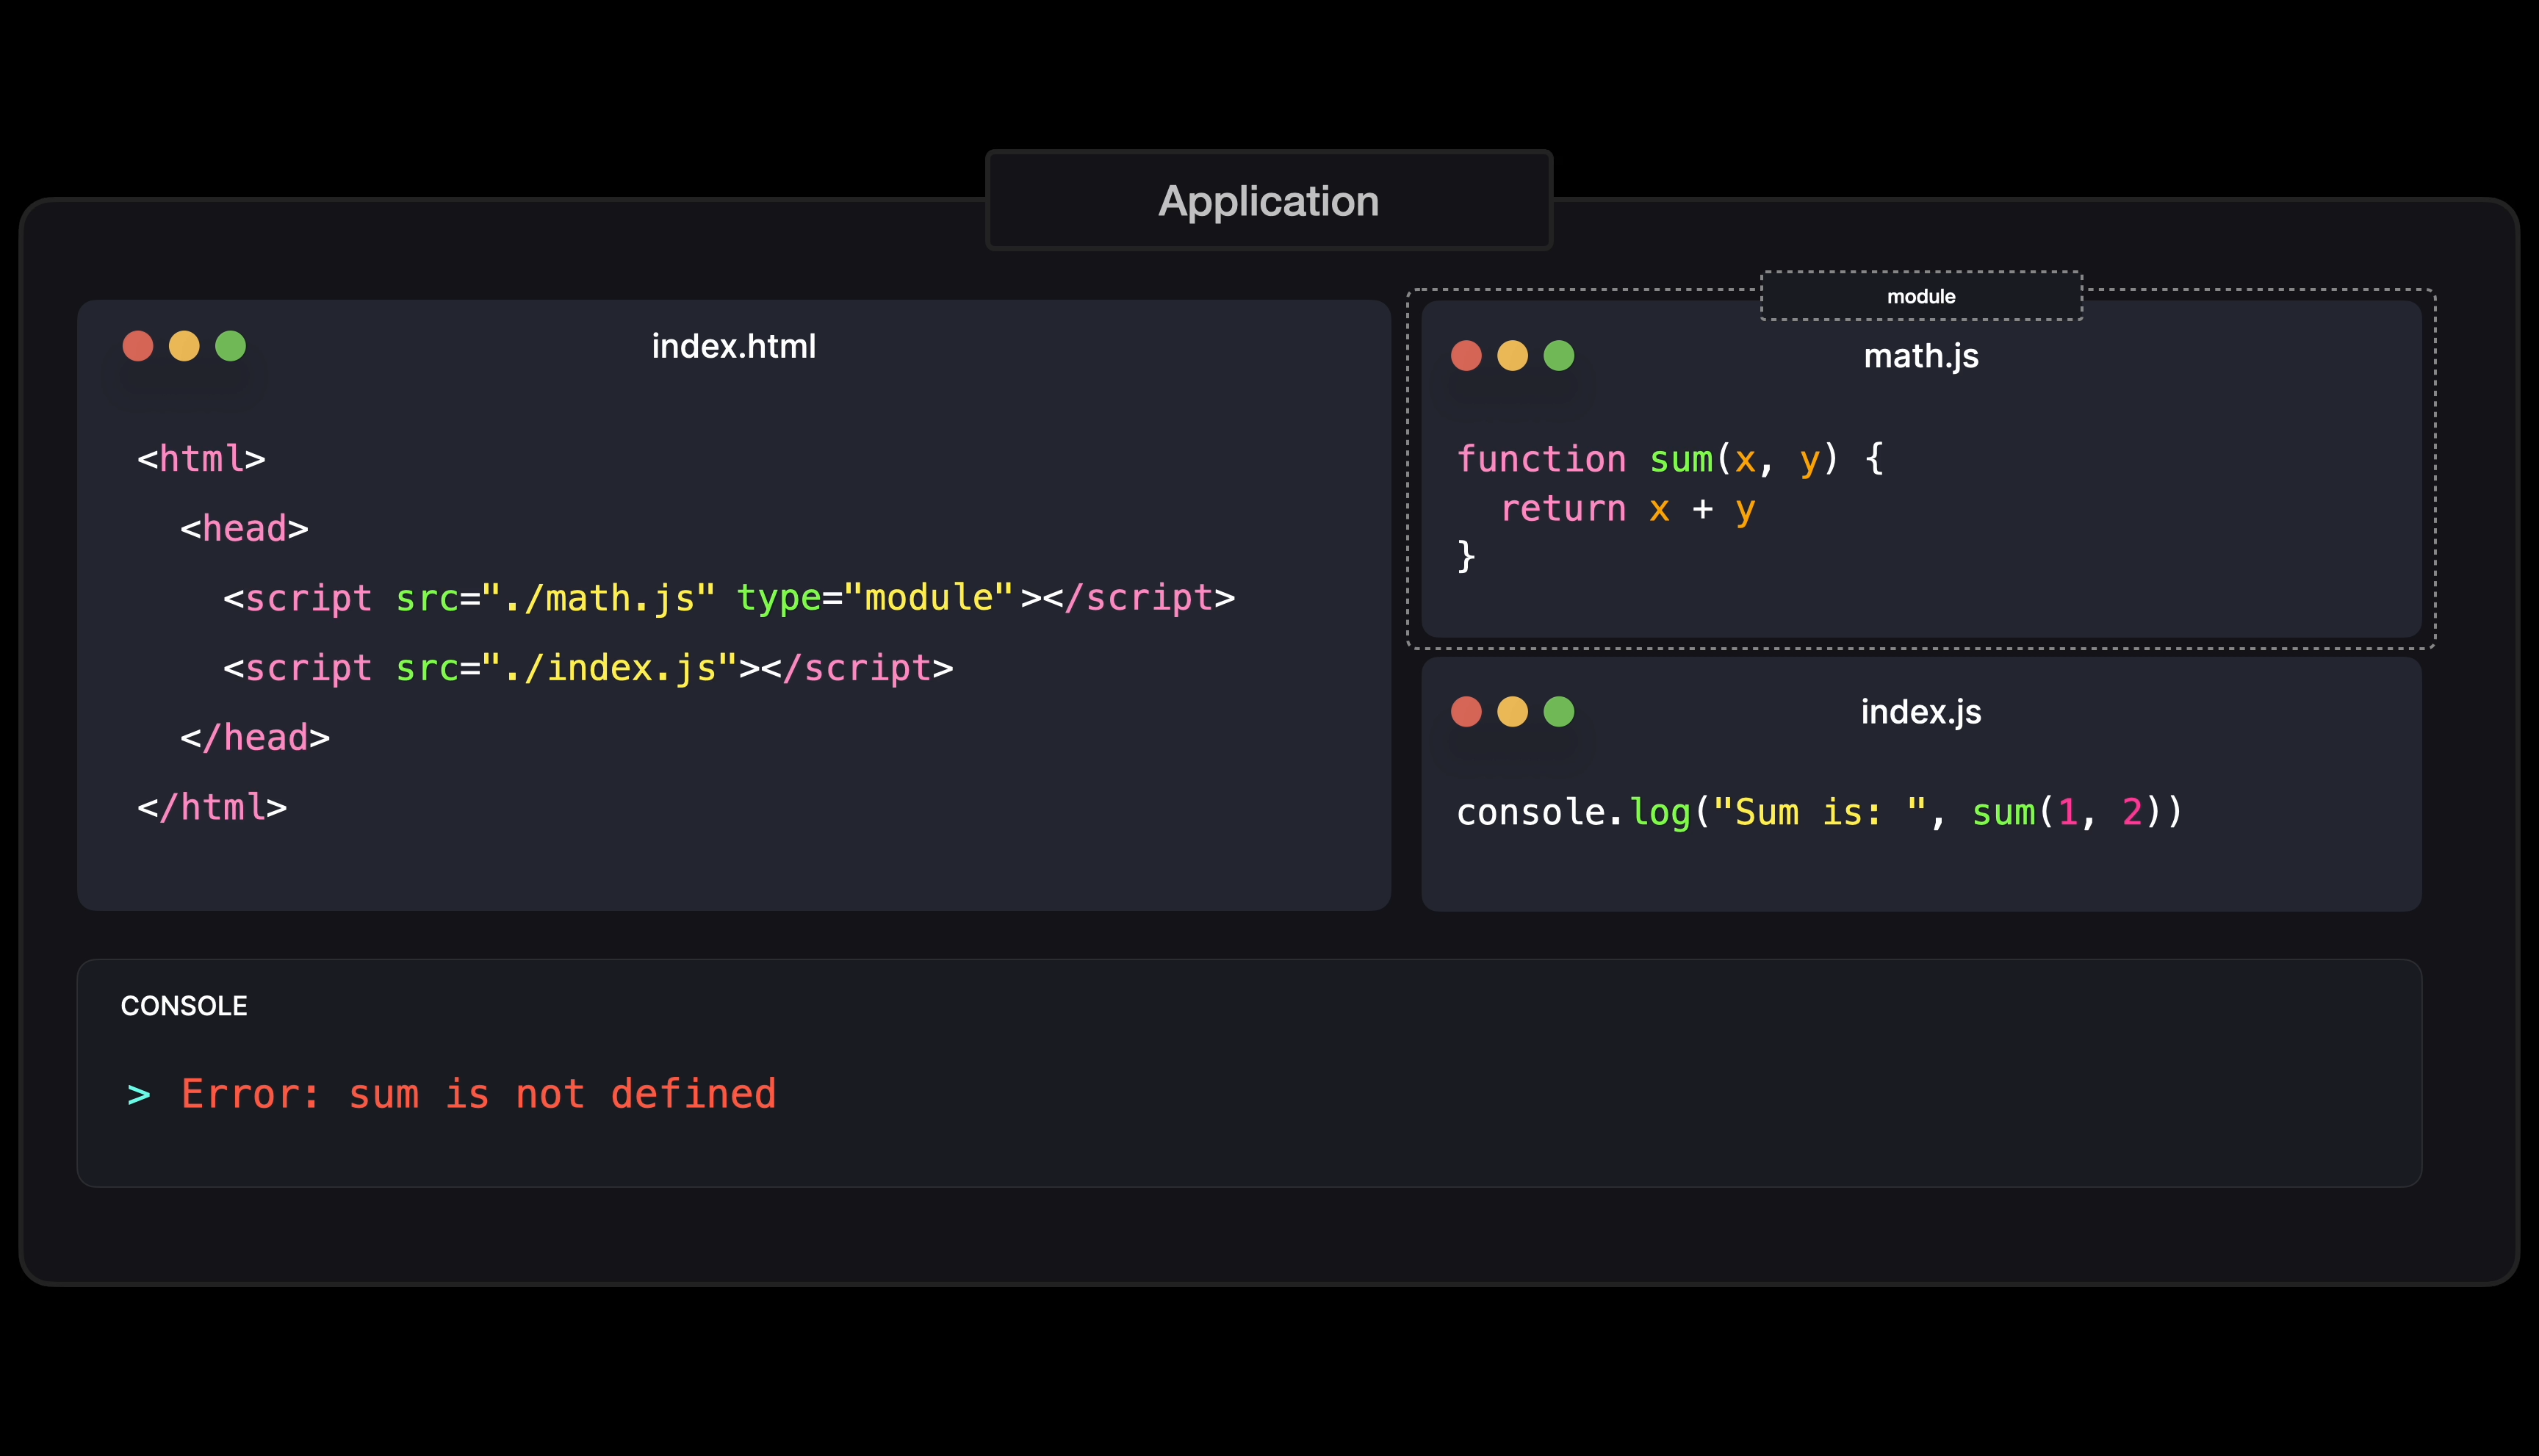 Application
index.html
<html>
  <head>
    <script src="./math.js" type="module"></script>
    <script src="./index.js"></script>
  </head>
</html>
module
math.js
function sum(x, y) {
  return x + y
}
index.js
console.log("Sum is: ", sum(1, 2))
CONSOLE
> Error: sum is not defined